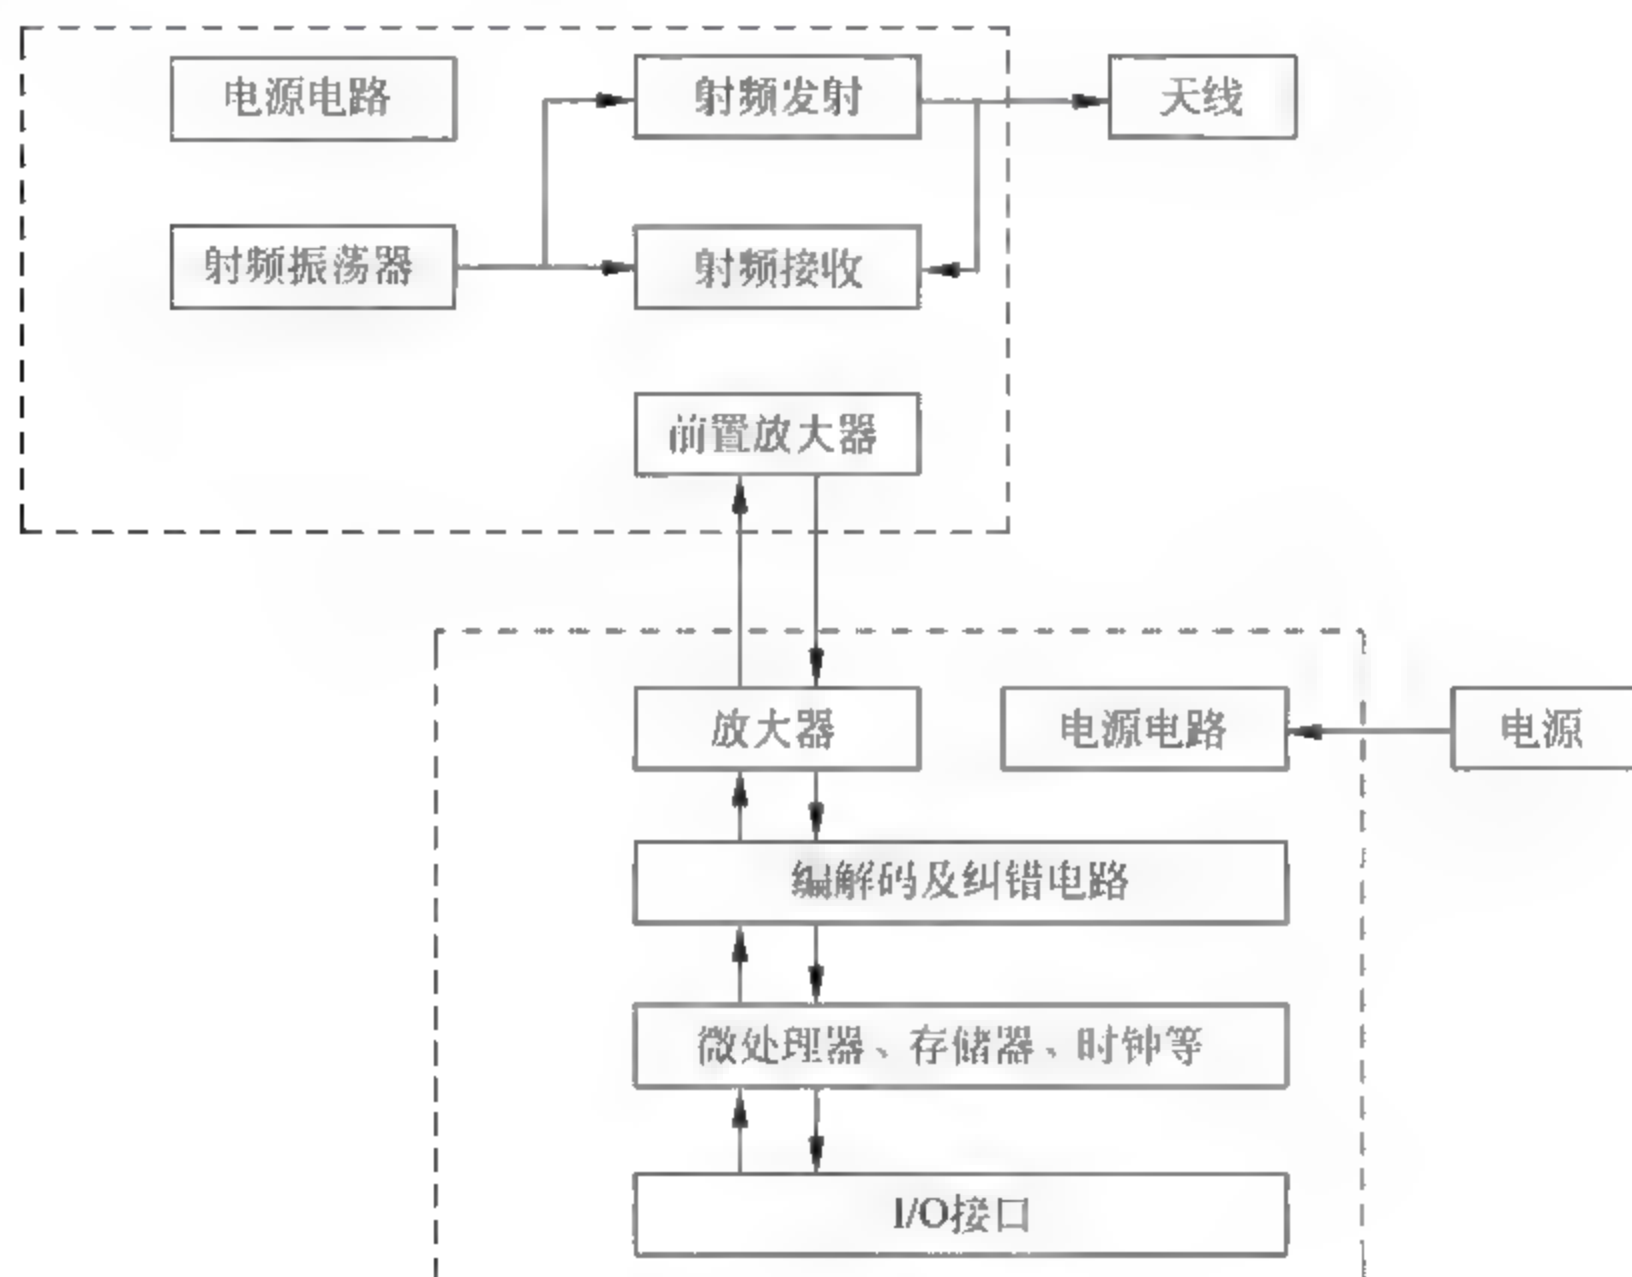 电源电路
射频发射
天线
射频振荡器
射频接收
前置放大器
放大器
电源电路
电源
编解码及纠错电路
微处理器、存储器、时钟等
I/O接口